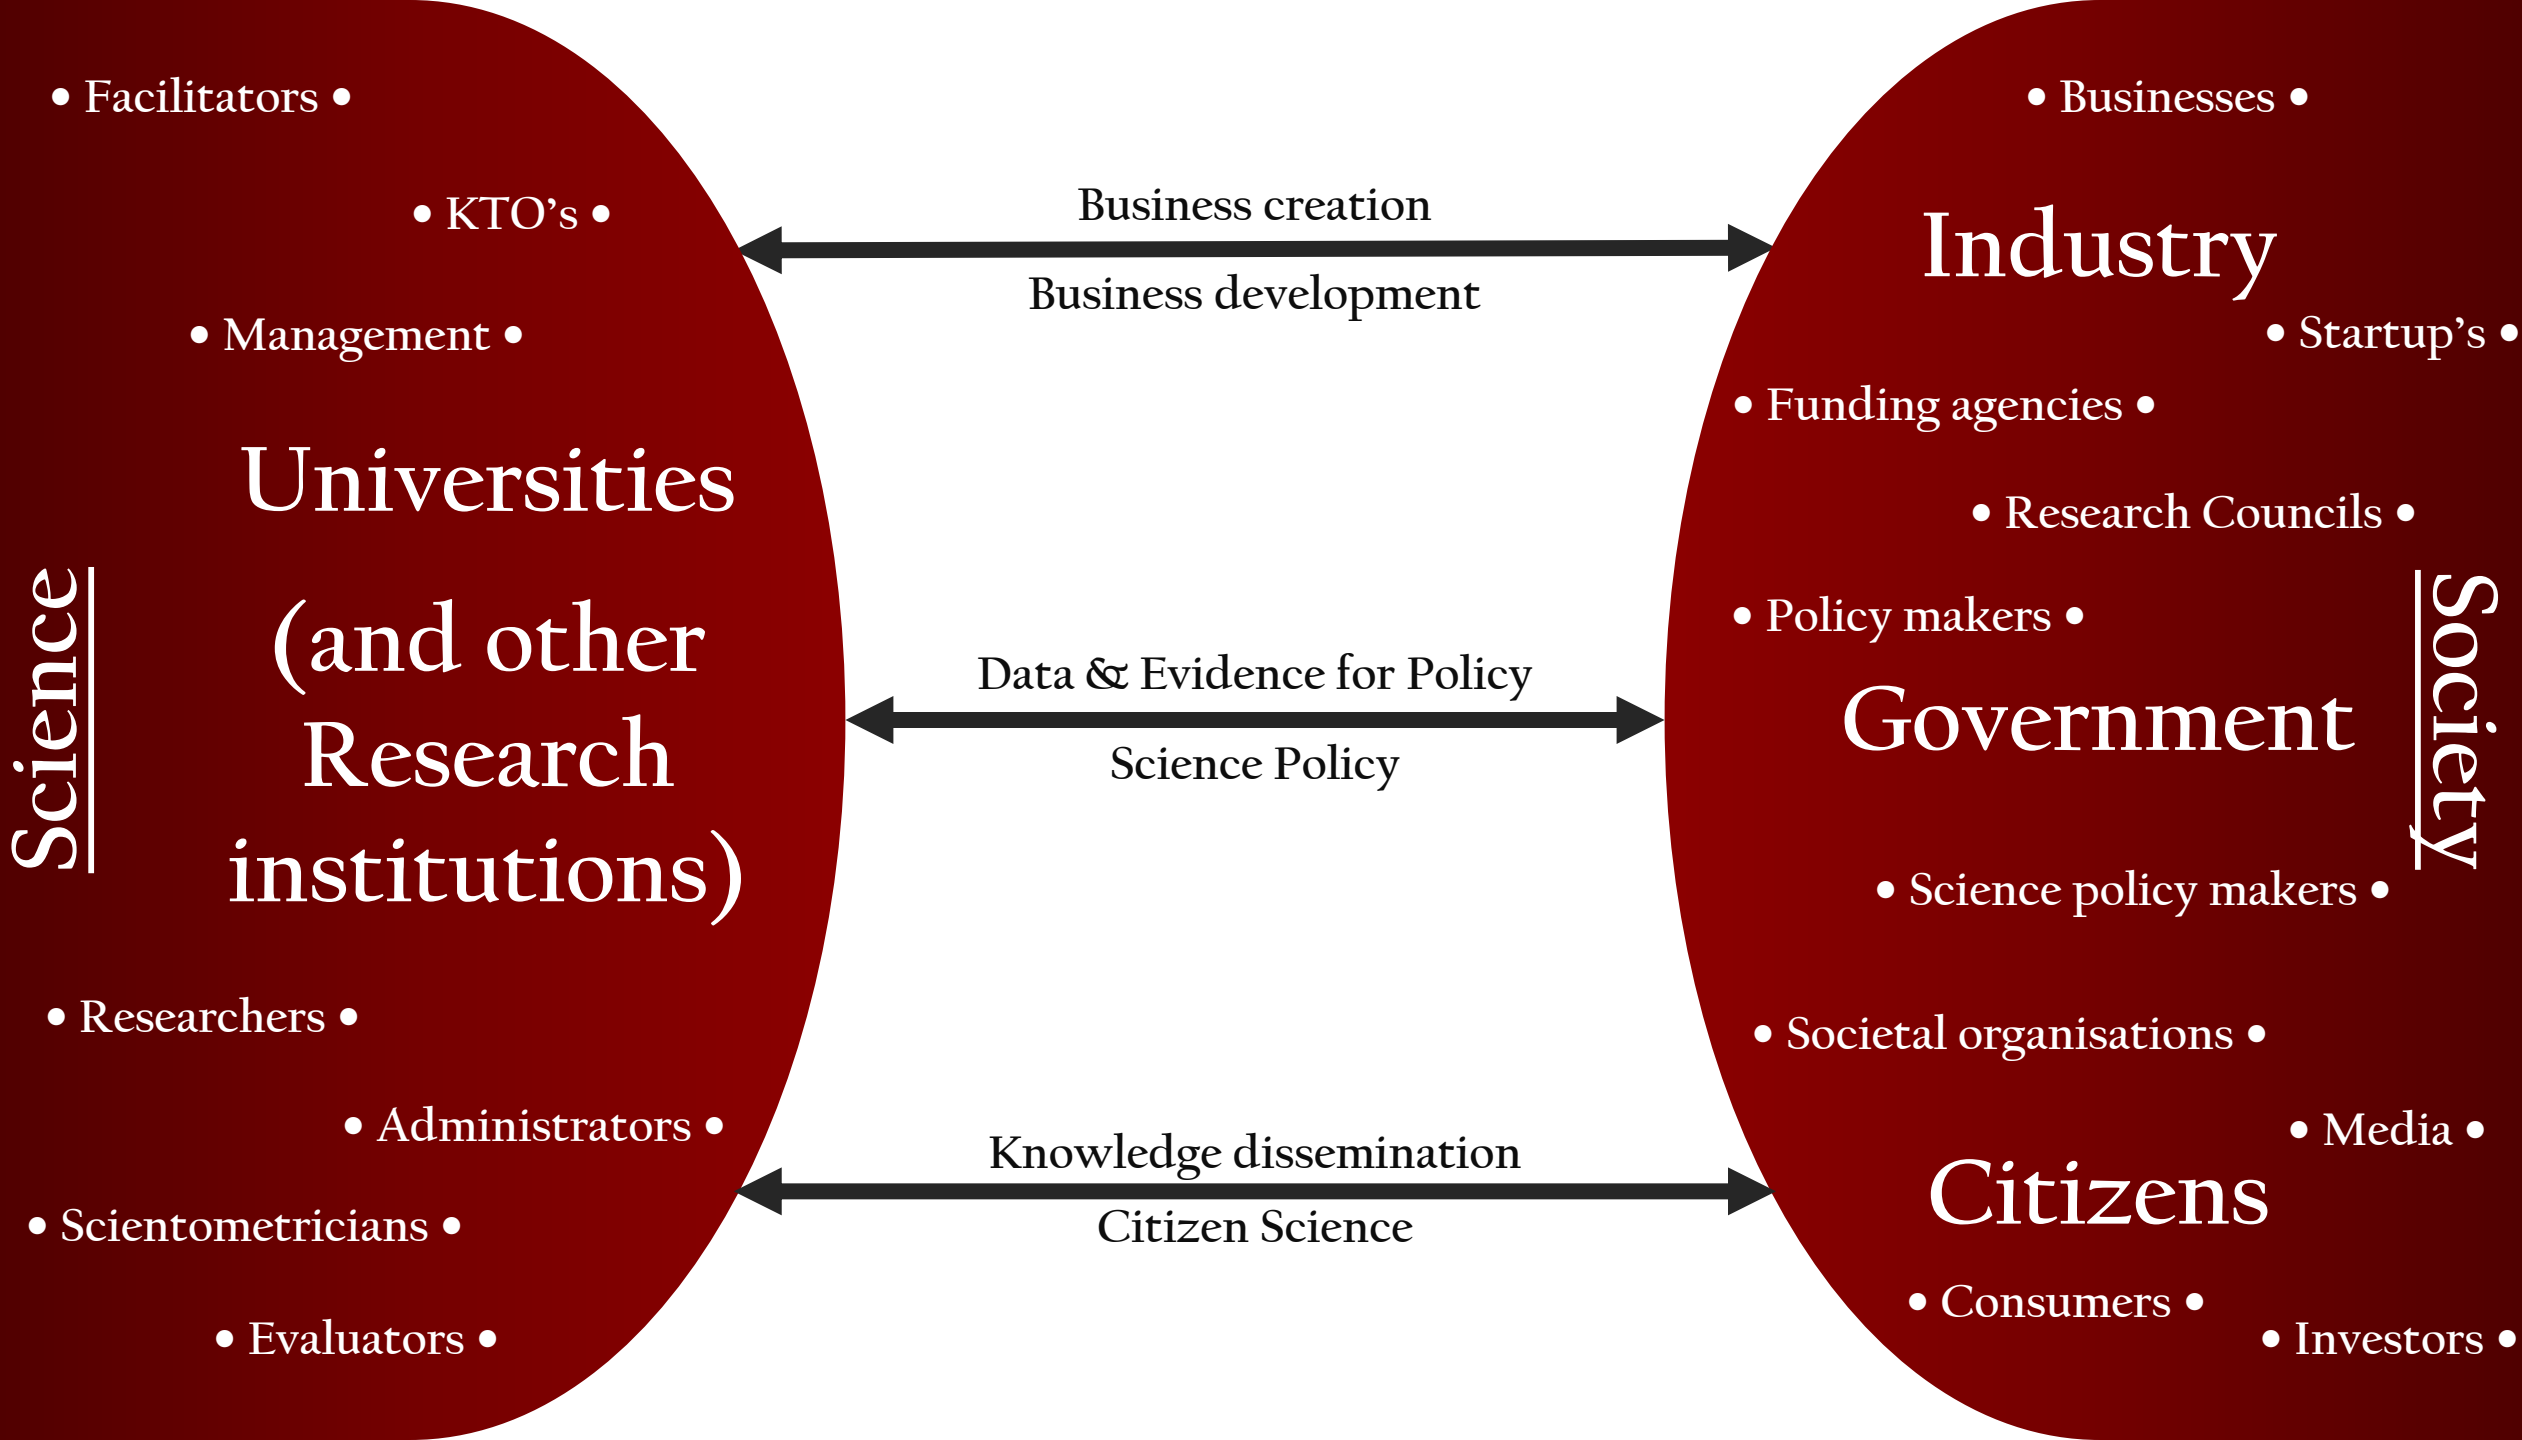 Science
• Facilitators •
• KTO’s •
• Management •
Universities
(and other
Research
institutions)
• Researchers •
• Administrators •
• Scientometricians •
• Evaluators •
Business creation
Business development
Data & Evidence for Policy
Science Policy
Knowledge dissemination
Citizen Science
• Businesses •
Industry
• Startup’s •
• Funding agencies •
• Research Councils •
• Policy makers •
Government
• Science policy makers •
• Societal organisations •
• Media •
Citizens
• Consumers •
• Investors •
Society